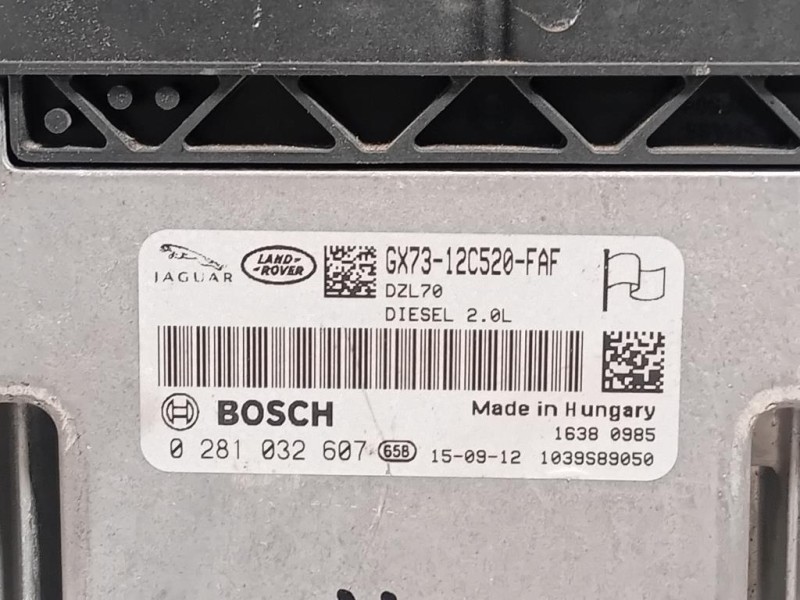 JAGUAR
LAND-
-ROVER
GX73-12C520-FAF
DZL70
DIESEL 2.0L
BOSCH
Made in Hungary
1638 0985
0 281 032 607 65B 15-09-12 1039S89050